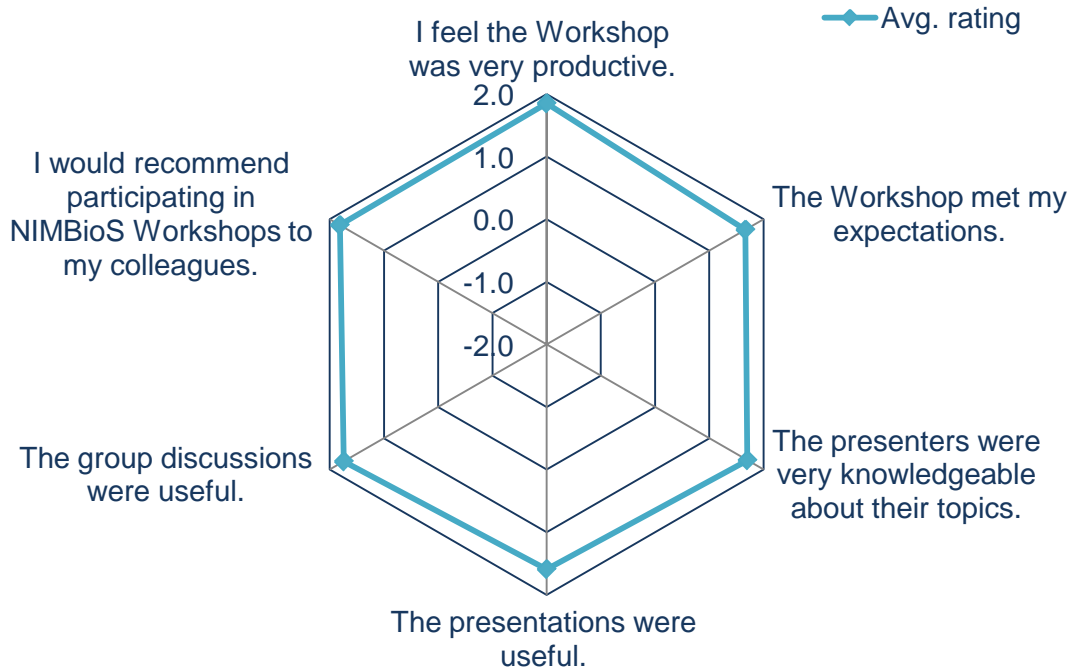 Avg. rating
I feel the Workshop
was very productive.
2.0
1.0
0.0
-1.0
-2.0
The Workshop met my
expectations.
The presenters were
very knowledgeable
about their topics.
The presentations were
useful.
The group discussions
were useful.
I would recommend
participating in
NIMBioS Workshops to
my colleagues.